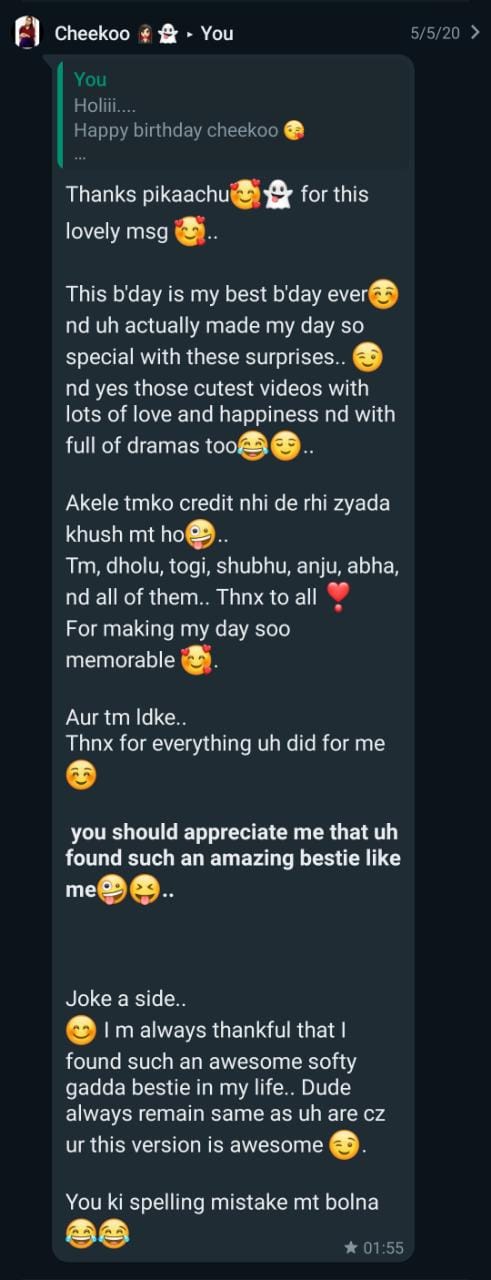 Cheekoo 👩🏻👻 ‣ You 5/5/20
You
Holiii....
Happy birthday cheekoo 😘
...
Thanks pikaachu🥰👻 for this
lovely msg 🥰..
This b'day is my best b'day ever☺️
nd uh actually made my day so
special with these surprises.. 😉
nd yes those cutest videos with
lots of love and happiness nd with
full of dramas too😂😌..
Akele tmko credit nhi de rhi zyada
khush mt ho🤪..
Tm, dholu, togi, shubhu, anju, abha,
nd all of them.. Thnx to all ❣️
For making my day soo
memorable 🥰.
Aur tm ldke..
Thnx for everything uh did for me
☺️
you should appreciate me that uh
found such an amazing bestie like
me🤪😝..
Joke a side..
😊 I m always thankful that I
found such an awesome softy
gadda bestie in my life.. Dude
always remain same as uh are cz
ur this version is awesome 😉.
You ki spelling mistake mt bolna
😂😂
★ 01:55